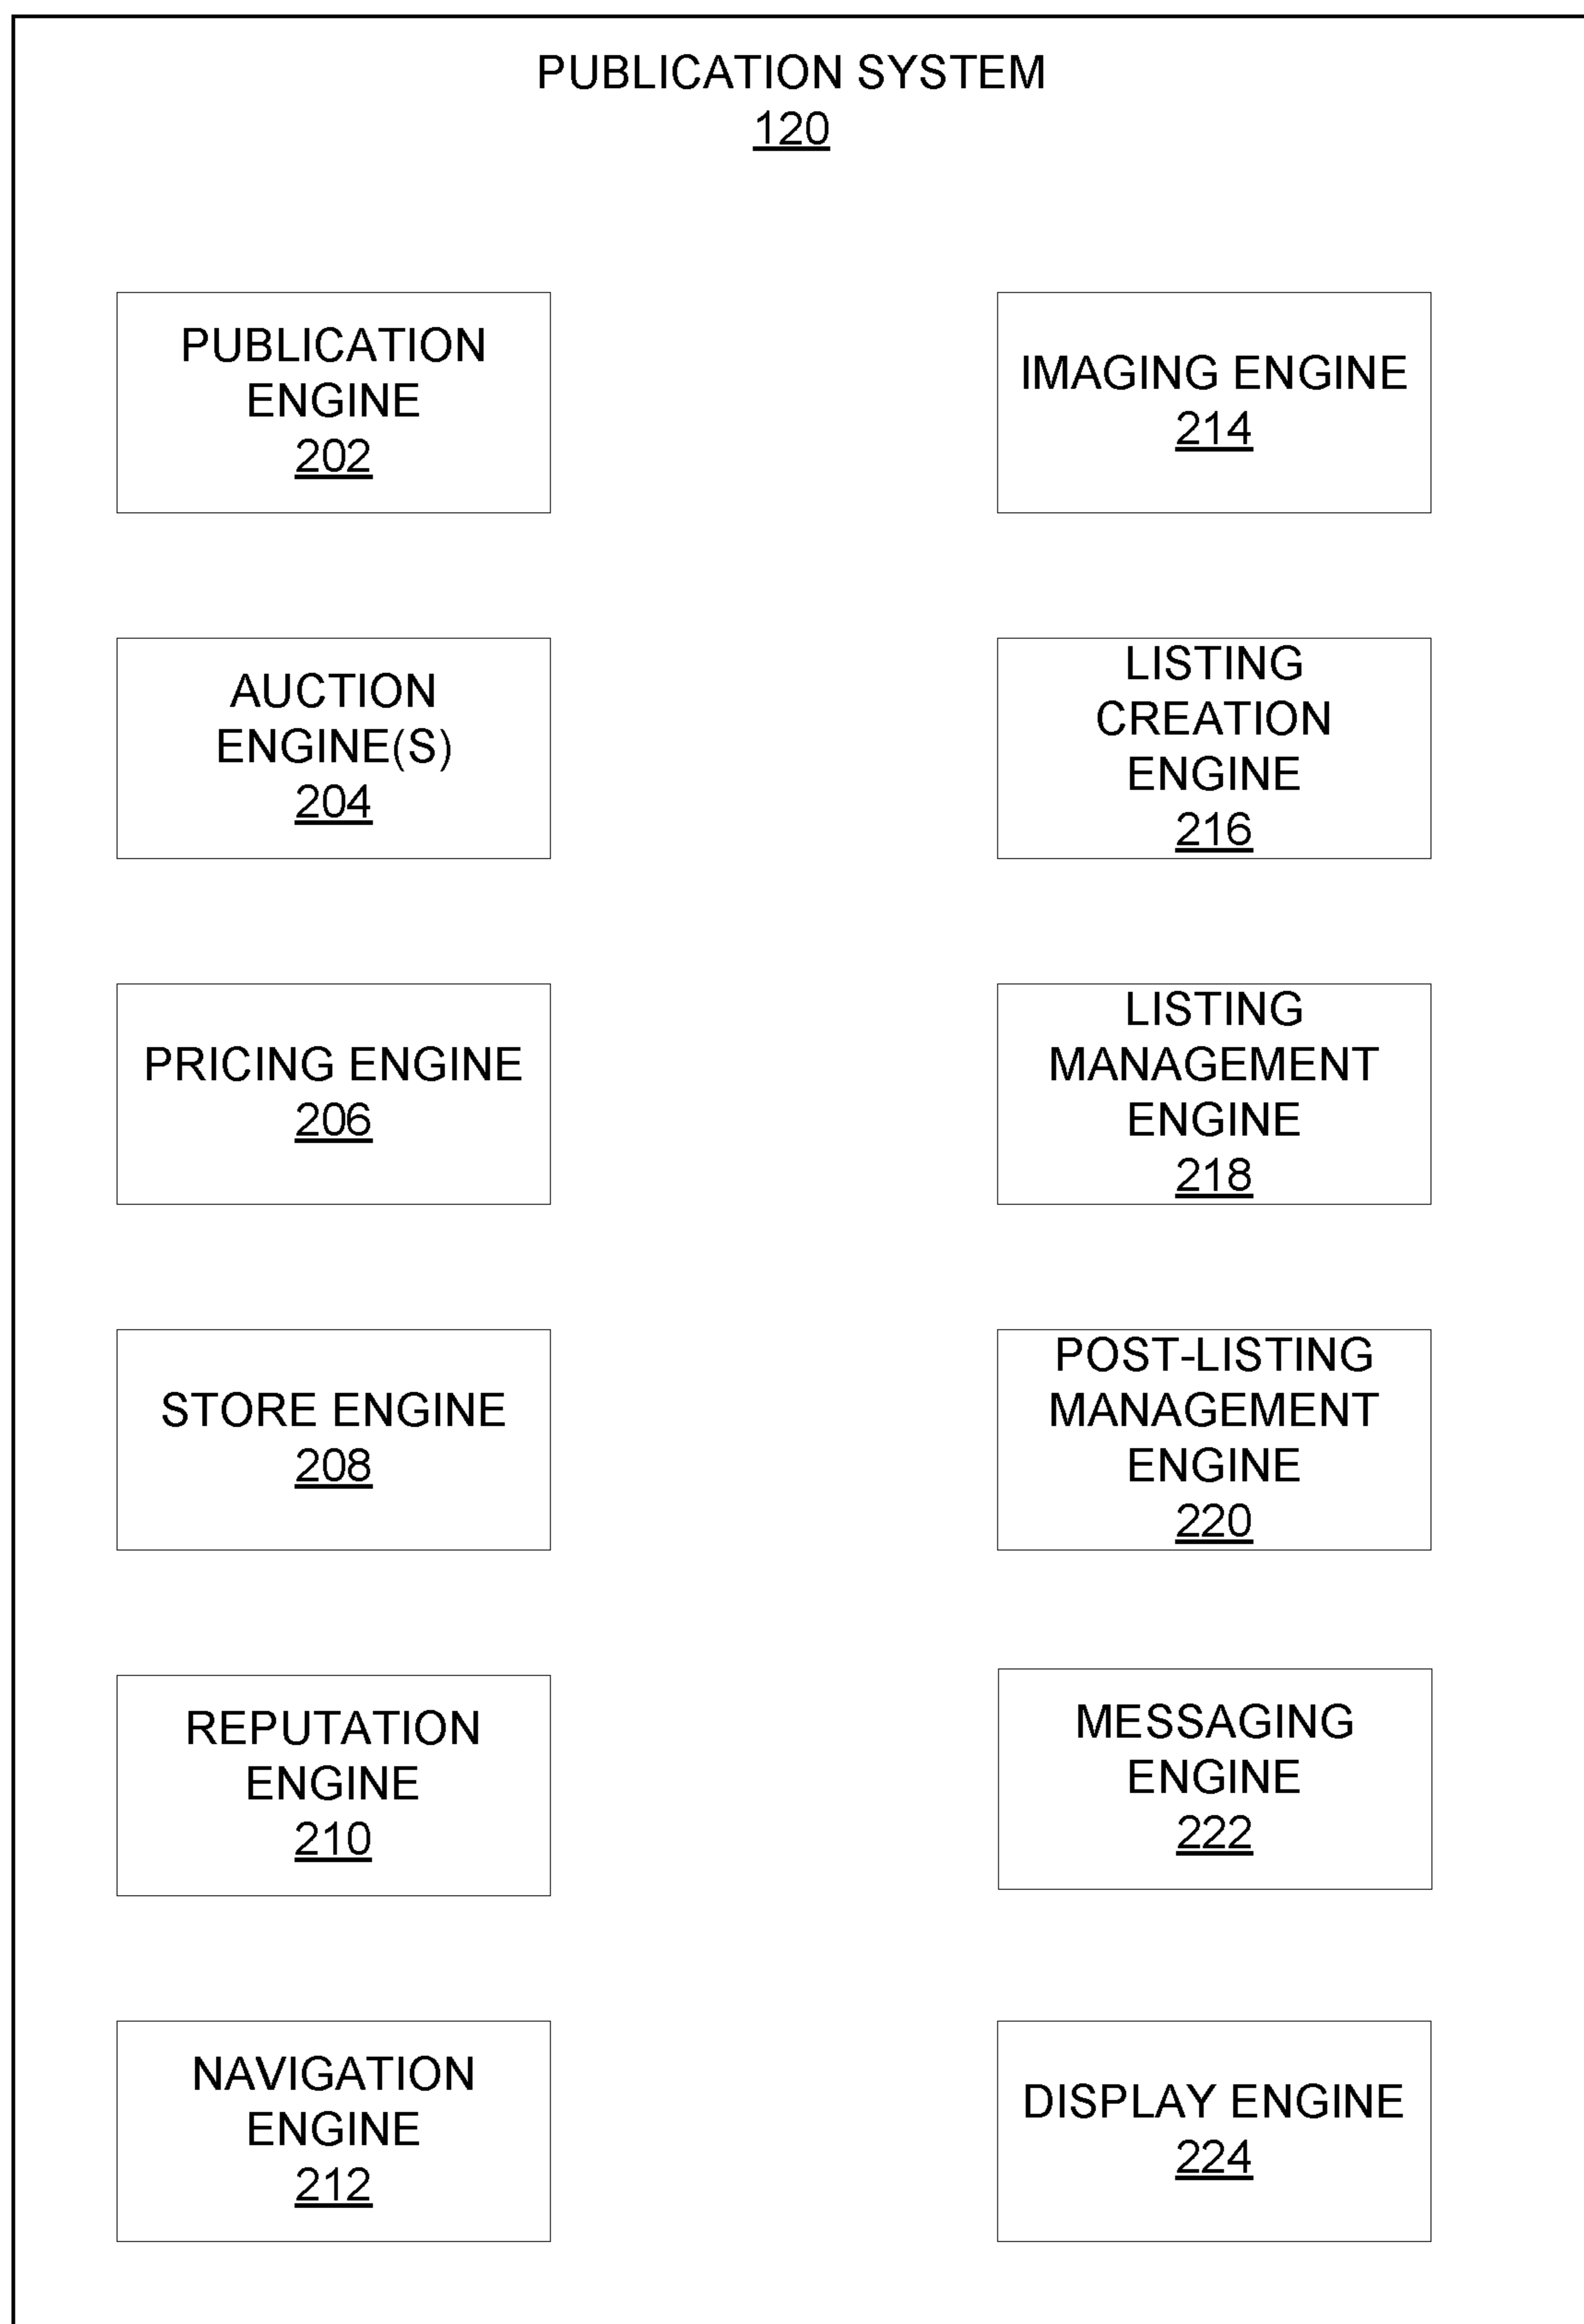 PUBLICATION SYSTEM
120
PUBLICATION
ENGINE
202
AUCTION
ENGINE(S)
204
PRICING ENGINE
206
STORE ENGINE
208
REPUTATION
ENGINE
210
NAVIGATION
ENGINE
212
IMAGING ENGINE
214
LISTING
CREATION
ENGINE
216
LISTING
MANAGEMENT
ENGINE
218
POST-LISTING
MANAGEMENT
ENGINE
220
MESSAGING
ENGINE
222
DISPLAY ENGINE
224